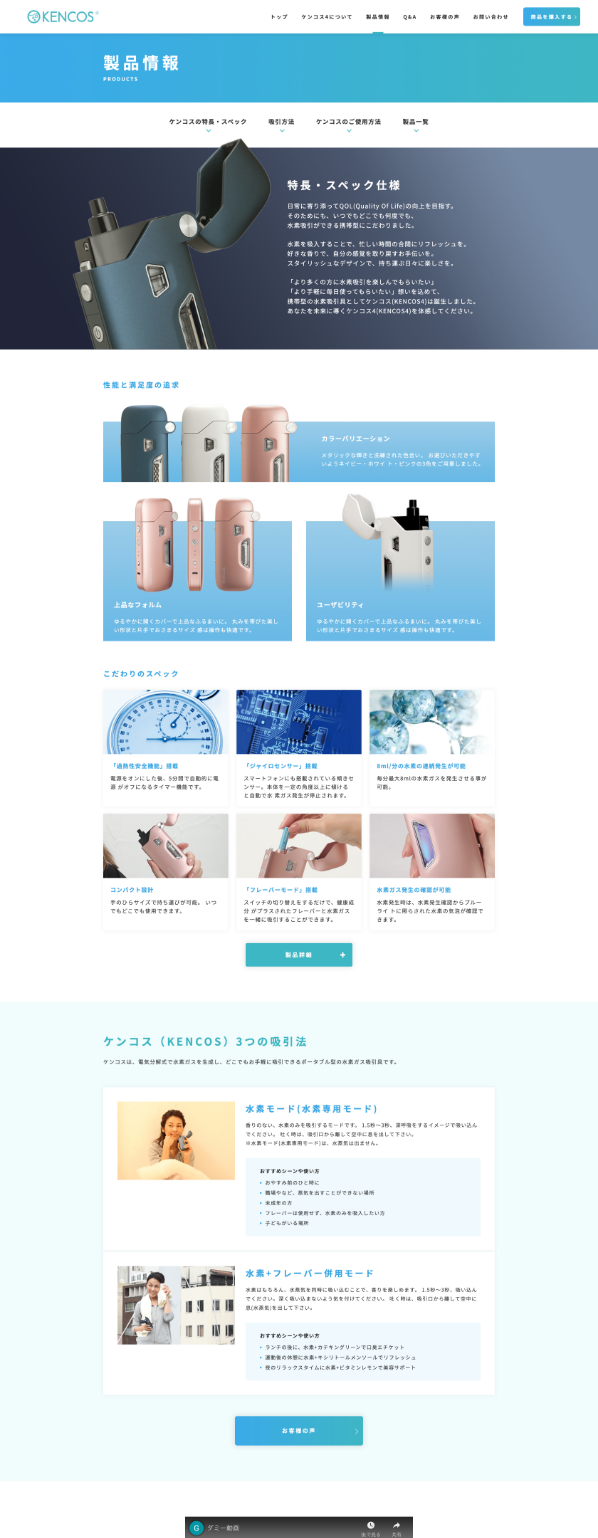 KENCOS
トップ ケンコス4について 製品情報 Q&A お客様の声 お問い合わせ 商品を購入する
製品情報
PRODUCTS
ケンコスの特長・スペック 吸引方法 ケンコスのご使用方法 製品一覧
特長・スペック仕様
日常に寄り添ってQOL(Quality Of Life)の向上を目指す。
そのためにも、いつでもどこでも何度でも、
水素吸引ができる携帯型にこだわりました。
水素を吸入することで、忙しい時間の合間にリフレッシュを。
好きな香りで、自分の感覚を取り戻すお手伝いを。
スタイリッシュなデザインで、持ち運ぶ日々に楽しさを。
「より多くの方に水素吸引を楽しんでもらいたい」
「より手軽に毎日使ってもらいたい」想いを込めて、
携帯型の水素吸引具としてケンコス(KENCOS4)は誕生しました。
あなたを未来に導くケンコス4(KENCOS4)を体感してください。
性能と満足度の追求
カラーバリエーション
メタリックな輝きと洗練された色合い。 お選びいただきやす
いようネイビー・ホワイ ト・ピンクの3色をご用意しました。
上品なフォルム
ゆるやかに開くカバーで上品なふるまいに。 丸みを帯びた美し
い形状と片手でおさまるサイズ 感は操作も快適です。
ユーザビリティ
ゆるやかに開くカバーで上品なふるまいに。 丸みを帯びた美し
い形状と片手でおさまるサイズ 感は操作も快適です。
こだわりのスペック
「過熱性安全機能」搭載
電源をオンにした後、5分間で自動的に電
源 がオフになるタイマー機能です。
「ジャイロセンサー」搭載
スマートフォンにも搭載されている傾きセ
ンサー。本体を一定の角度以上に傾ける
と自動で水 素ガス発生が停止されます。
8ml/分の水素の連続発生が可能
毎分最大8mlの水素ガスを発生させる事が
可能。
コンパクト設計
手のひらサイズで持ち運びが可能。 いつ
でもどこでも使用できます。
「フレーバーモード」搭載
スイッチの切り替えをするだけで、健康成
分 がプラスされたフレーバーと水素ガス
を一緒に吸引することができます。
水素ガス発生の確認が可能
水素発生時は、水素発生確認からブルー
ライ トに照らされた水素の気泡が確認で
きます。
製品詳細
ケンコス（KENCOS）3つの吸引法
ケンコスは、電気分解式で水素ガスを生成し、どこでもお手軽に吸引できるポータブル型の水素ガス吸引具です。
水素モード(水素専用モード)
香りのない、水素のみを吸引するモードです。 1.5秒〜3秒、深呼吸をするイメージで吸い込ん
でください。 吐く時は、吸引口から離して空中に息を出して下さい。
※水素モード(水素専用モード)は、水蒸気は出ません。
おすすめシーンや使い方
おやすみ前のひと時に
職場やなど、蒸気を出すことができない場所
未成年の方
フレーバーは使用せず、水素のみを吸入したい方
子どもがいる場所
水素+フレーバー併用モード
水素はもちろん、水蒸気を同時に吸い込むことで、香りを楽しめます。 1.5秒〜3秒、吸い込ん
でください。深く吸い込まないよう気を付けてください。 吐く時は、吸引口から離して空中に
息(水蒸気)を出して下さい。
おすすめシーンや使い方
ランチの後に、水素+カテキングリーンで口臭エチケット
運動後の休憩に水素+キシリトールメンソールでリフレッシュ
夜のリラックスタイムに水素+ビタミンレモンで美容サポート
お客様の声
G ダミー動画
後で見る 共有